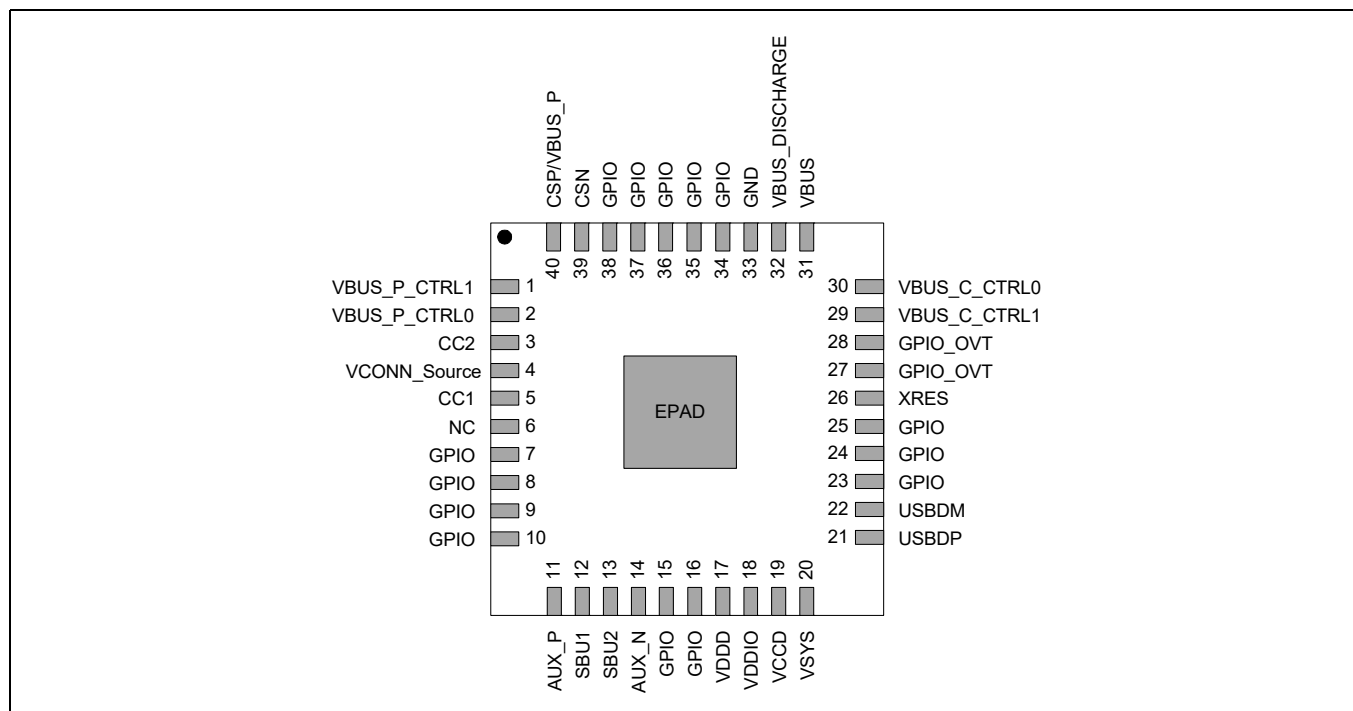 CSP/VBUS_P
CSN
GPIO
GPIO
GPIO
GPIO
GPIO
GND
VBUS_DISCHARGE
VBUS
40
39
38
37
36
35
34
33
32
31
VBUS_P_CTRL1 1
VBUS_P_CTRL0 2
CC2 3
VCONN_Source 4
CC1 5
NC 6
GPIO 7
GPIO 8
GPIO 9
GPIO 10
EPAD
30 VBUS_C_CTRL0
29 VBUS_C_CTRL1
28 GPIO_OVT
27 GPIO_OVT
26 XRES
25 GPIO
24 GPIO
23 GPIO
22 USBDM
21 USBDP
11
12
13
14
15
16
17
18
19
20
AUX_P
SBU1
SBU2
AUX_N
GPIO
GPIO
VDDD
VDDIO
VCCD
VSYS